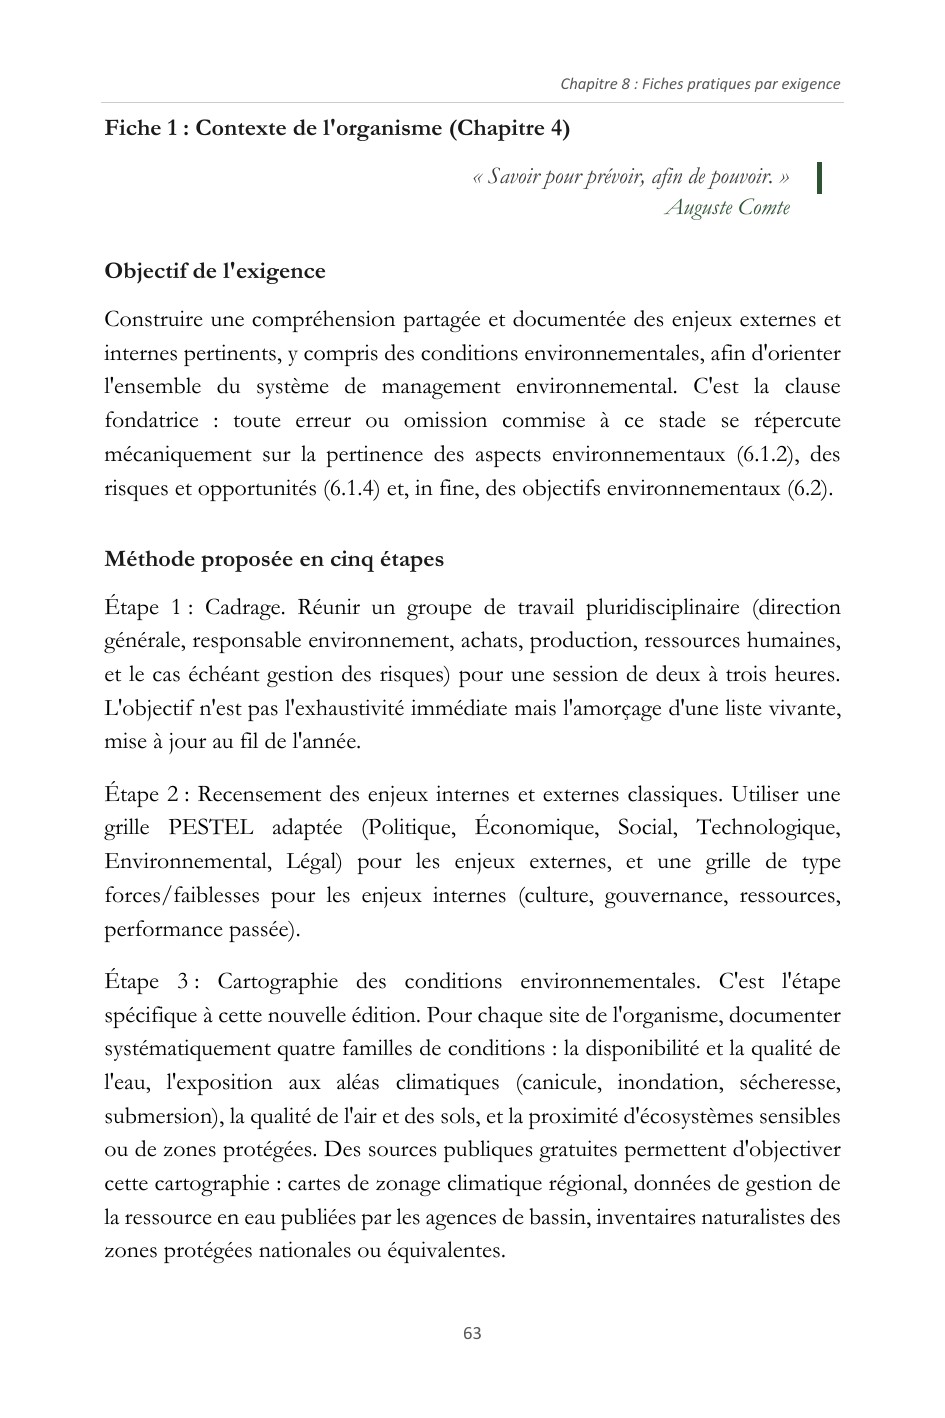 Chapitre 8 : Fiches pratiques par exigence
Fiche 1 : Contexte de l'organisme (Chapitre 4)
« Savoir pour prévoir, afin de pouvoir. »
Auguste Comte
Objectif de l'exigence
Construire une compréhension partagée et documentée des enjeux externes et
internes pertinents, y compris des conditions environnementales, afin d'orienter
l'ensemble du système de management environnemental. C'est la clause
fondatrice : toute erreur ou omission commise à ce stade se répercute
mécaniquement sur la pertinence des aspects environnementaux (6.1.2), des
risques et opportunités (6.1.4) et, in fine, des objectifs environnementaux (6.2).
Méthode proposée en cinq étapes
Étape 1 : Cadrage. Réunir un groupe de travail pluridisciplinaire (direction
générale, responsable environnement, achats, production, ressources humaines,
et le cas échéant gestion des risques) pour une session de deux à trois heures.
L'objectif n'est pas l'exhaustivité immédiate mais l'amorçage d'une liste vivante,
mise à jour au fil de l'année.
Étape 2 : Recensement des enjeux internes et externes classiques. Utiliser une
grille PESTEL adaptée (Politique, Économique, Social, Technologique,
Environnemental, Légal) pour les enjeux externes, et une grille de type
forces/faiblesses pour les enjeux internes (culture, gouvernance, ressources,
performance passée).
Étape 3 : Cartographie des conditions environnementales. C'est l'étape
spécifique à cette nouvelle édition. Pour chaque site de l'organisme, documenter
systématiquement quatre familles de conditions : la disponibilité et la qualité de
l'eau, l'exposition aux aléas climatiques (canicule, inondation, sécheresse,
submersion), la qualité de l'air et des sols, et la proximité d'écosystèmes sensibles
ou de zones protégées. Des sources publiques gratuites permettent d'objectiver
cette cartographie : cartes de zonage climatique régional, données de gestion de
la ressource en eau publiées par les agences de bassin, inventaires naturalistes des
zones protégées nationales ou équivalentes.
63